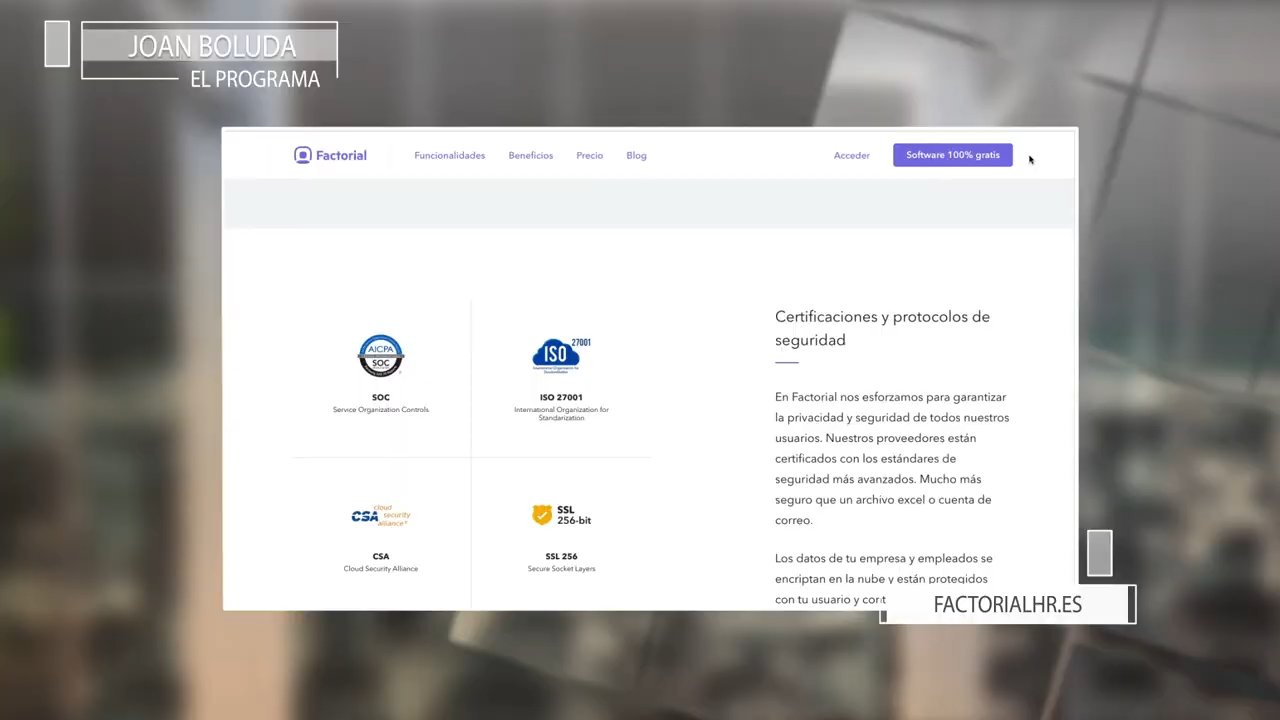 JOAN BOLUDA
EL PROGRAMA
Factorial
Funcionalidades
Beneficios
Precio
Blog
Acceder
Software 100% gratis
AICPA
SOC
SOC
Service Organization Controls
ISO
27001
ISO 27001
International Organization for
Standarization
CSA
cloud
security
alliance
CSA
Cloud Security Alliance
SSL
256-bit
SSL 256
Secure Socket Layers
Certificaciones y protocolos de
seguridad
En Factorial nos esforzamos para garantizar
la privacidad y seguridad de todos nuestros
usuarios. Nuestros proveedores están
certificados con los estándares de
seguridad más avanzados. Mucho más
seguro que un archivo excel o cuenta de
correo.
Los datos de tu empresa y empleados se
encriptan en la nube y están protegidos
con tu usuario y
FACTORIALHR.ES